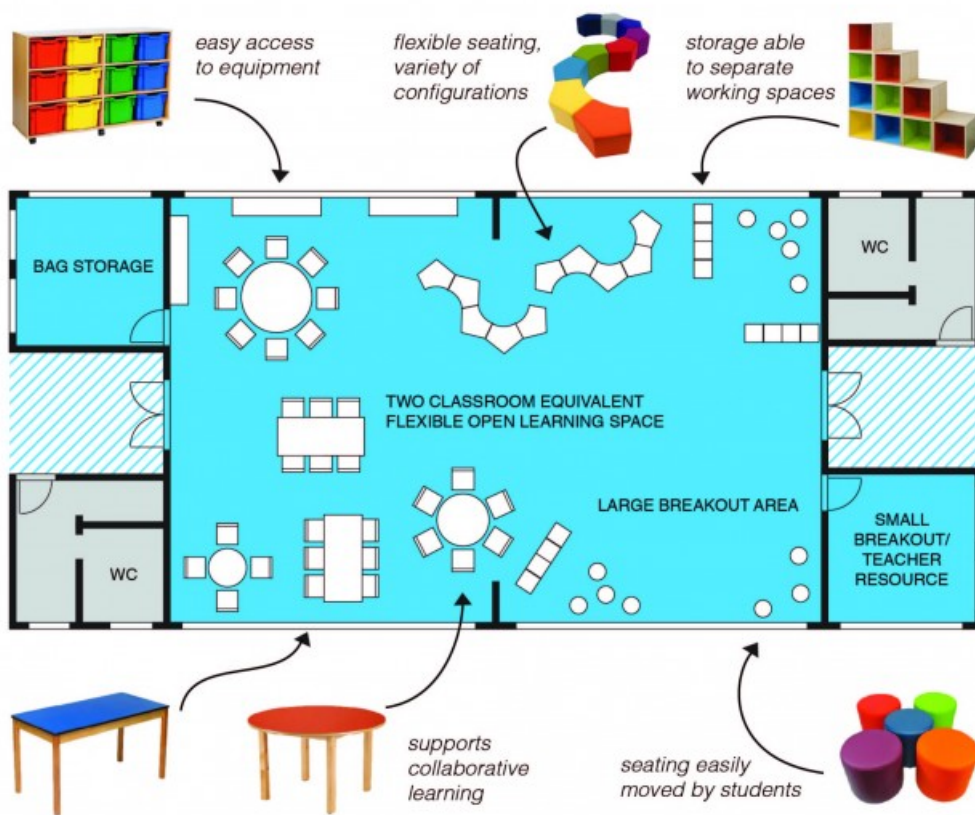 easy access
to equipment
flexible seating,
variety of
configurations
storage able
to separate
working spaces
BAG STORAGE
WC
TWO CLASSROOM EQUIVALENT
FLEXIBLE OPEN LEARNING SPACE
LARGE BREAKOUT AREA
SMALL
BREAKOUT/
TEACHER
RESOURCE
WC
supports
collaborative
learning
seating easily
moved by students